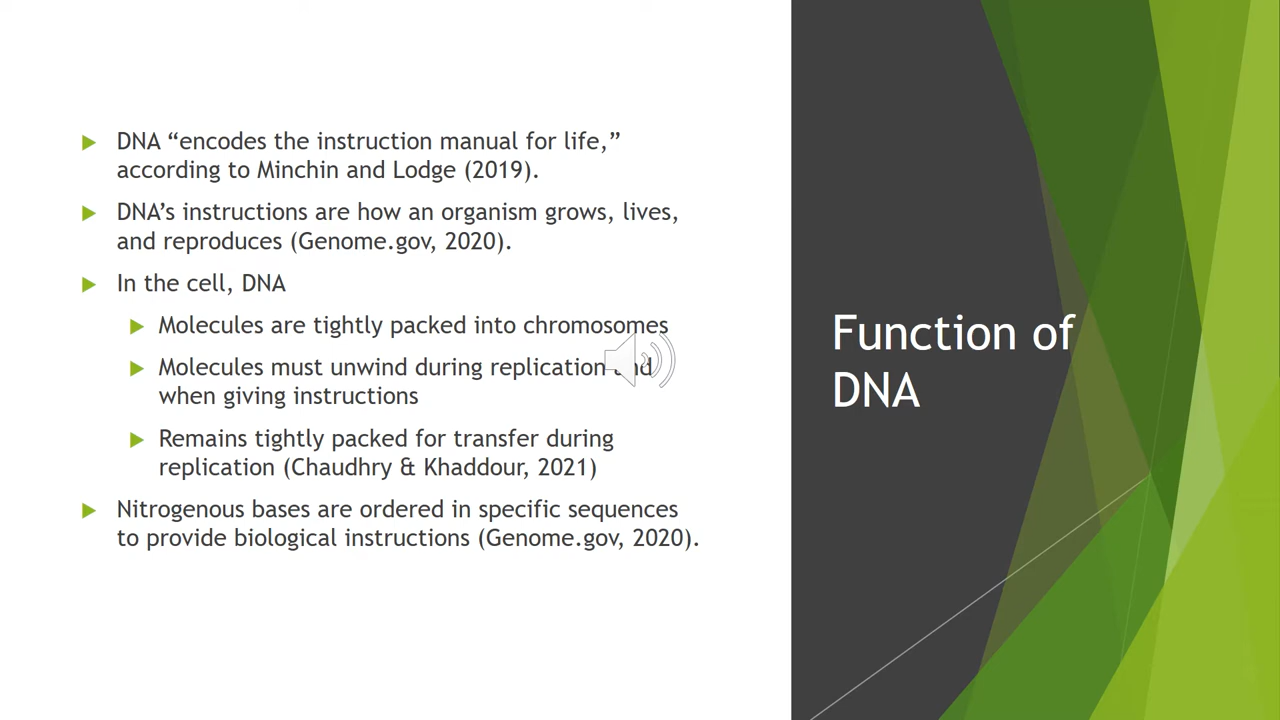 DNA “encodes the instruction manual for life,”
according to Minchin and Lodge (2019).
DNA’s instructions are how an organism grows, lives,
and reproduces (Genome.gov, 2020).
In the cell, DNA
Molecules are tightly packed into chromosomes
Molecules must unwind during replication and
when giving instructions
Remains tightly packed for transfer during
replication (Chaudhry & Khaddour, 2021)
Nitrogenous bases are ordered in specific sequences
to provide biological instructions (Genome.gov, 2020).
Function of
DNA